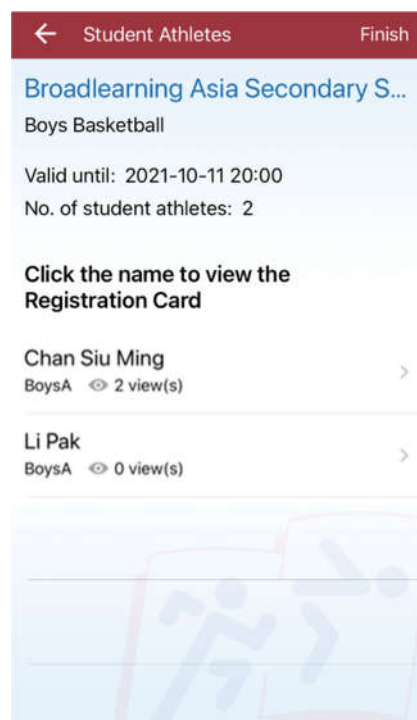 Student Athletes Finish
Broadlearning Asia Secondary S...
Boys Basketball
Valid until: 2021-10-11 20:00
No. of student athletes: 2
Click the name to view the
Registration Card
Chan Siu Ming
BoysA 2 view(s)
Li Pak
BoysA 0 view(s)